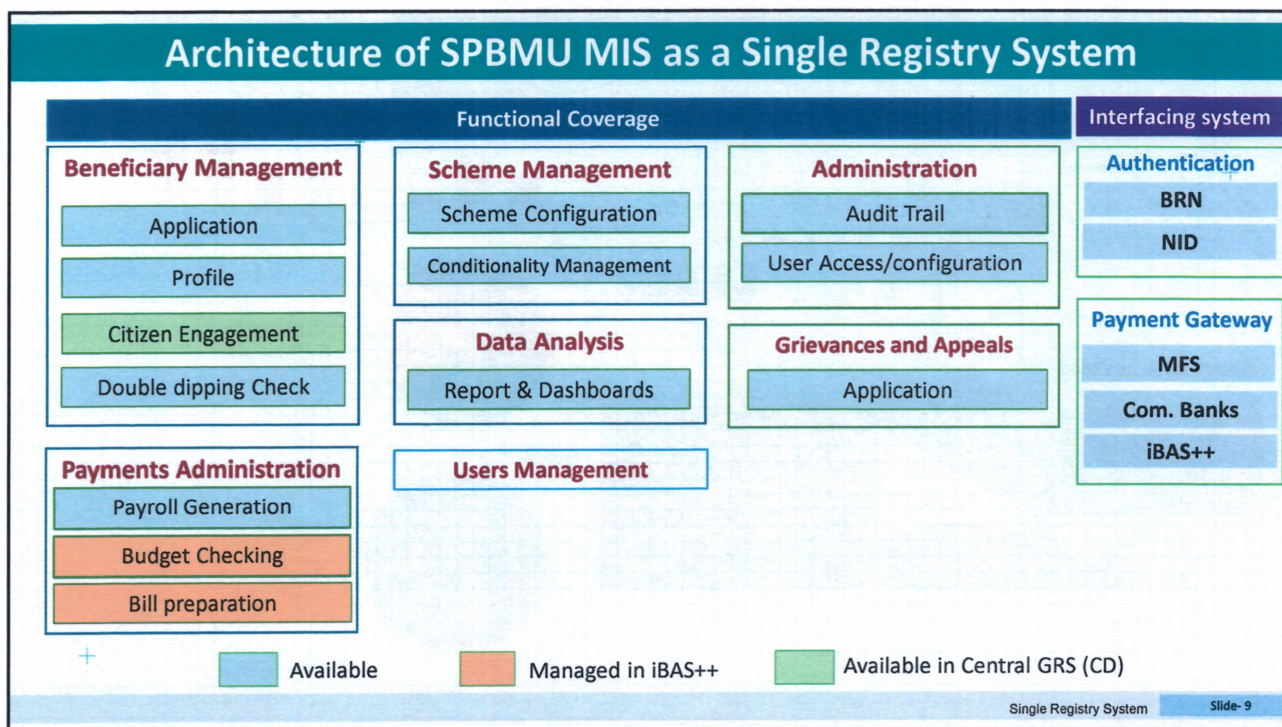 Architecture of SPBMU MIS as a Single Registry System
Functional Coverage
Interfacing system
Beneficiary Management
Application
Profile
Citizen Engagement
Double dipping Check
Payments Administration
Payroll Generation
Budget Checking
Bill preparation
Scheme Management
Scheme Configuration
Conditionality Management
Data Analysis
Report & Dashboards
Users Management
Administration
Audit Trail
User Access/configuration
Grievances and Appeals
Application
Authentication
BRN
NID
Payment Gateway
MFS
Com. Banks
iBAS++
Available
Managed in iBAS++
Available in Central GRS (CD)
Single Registry System
Slide- 9